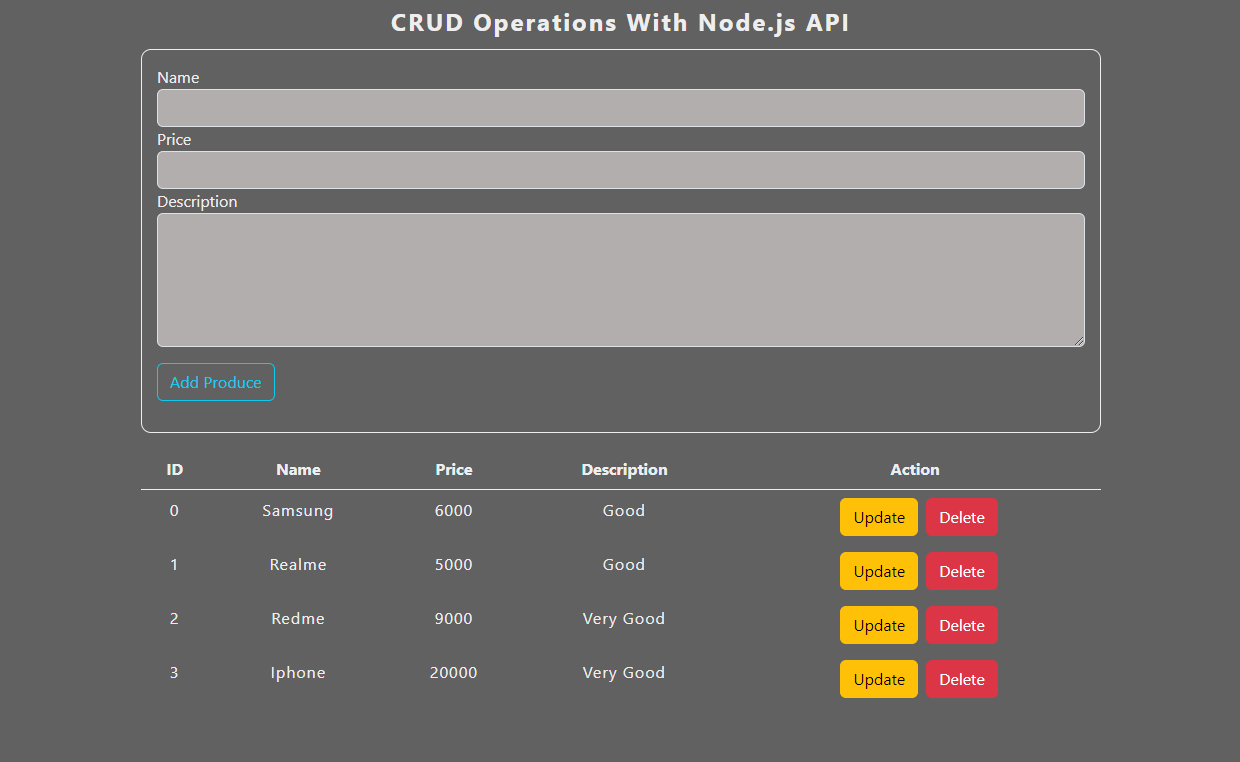 CRUD Operations With Node.js API
Name
Price
Description
Add Produce
ID Name Price Description Action
0 Samsung 6000 Good Update Delete
1 Realme 5000 Good Update Delete
2 Redme 9000 Very Good Update Delete
3 Iphone 20000 Very Good Update Delete